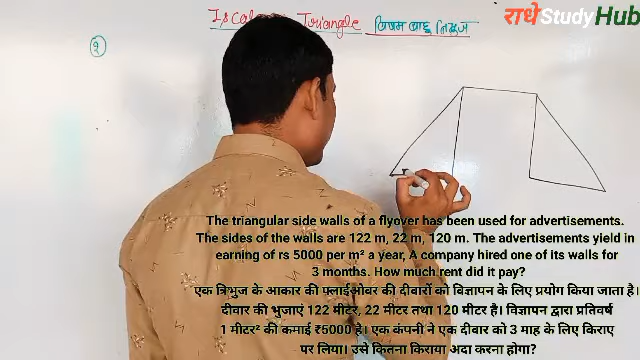 राधे Study Hub
Triangle विषम बाहु त्रिभुज
The triangular side walls of a flyover has been used for advertisements.
The sides of the walls are 122 m, 22 m, 120 m. The advertisements yield in
earning of rs 5000 per m² a year, A company hired one of Its walls for
3 months. How much rent did it pay?
एक त्रिभुज के आकार की फ्लाईओवर की दीवारों को विज्ञापन के लिए प्रयोग किया जाता है।
दीवार की भुजाएं 122 मीटर, 22 मीटर तथा 120 मीटर है। विज्ञापन द्वारा प्रतिवर्ष
1 मीटर² की कमाई ₹5000 है। एक कंपनी ने एक दीवार को 3 माह के लिए किराए
पर लिया। उसे कितना किराया अदा करना होगा?